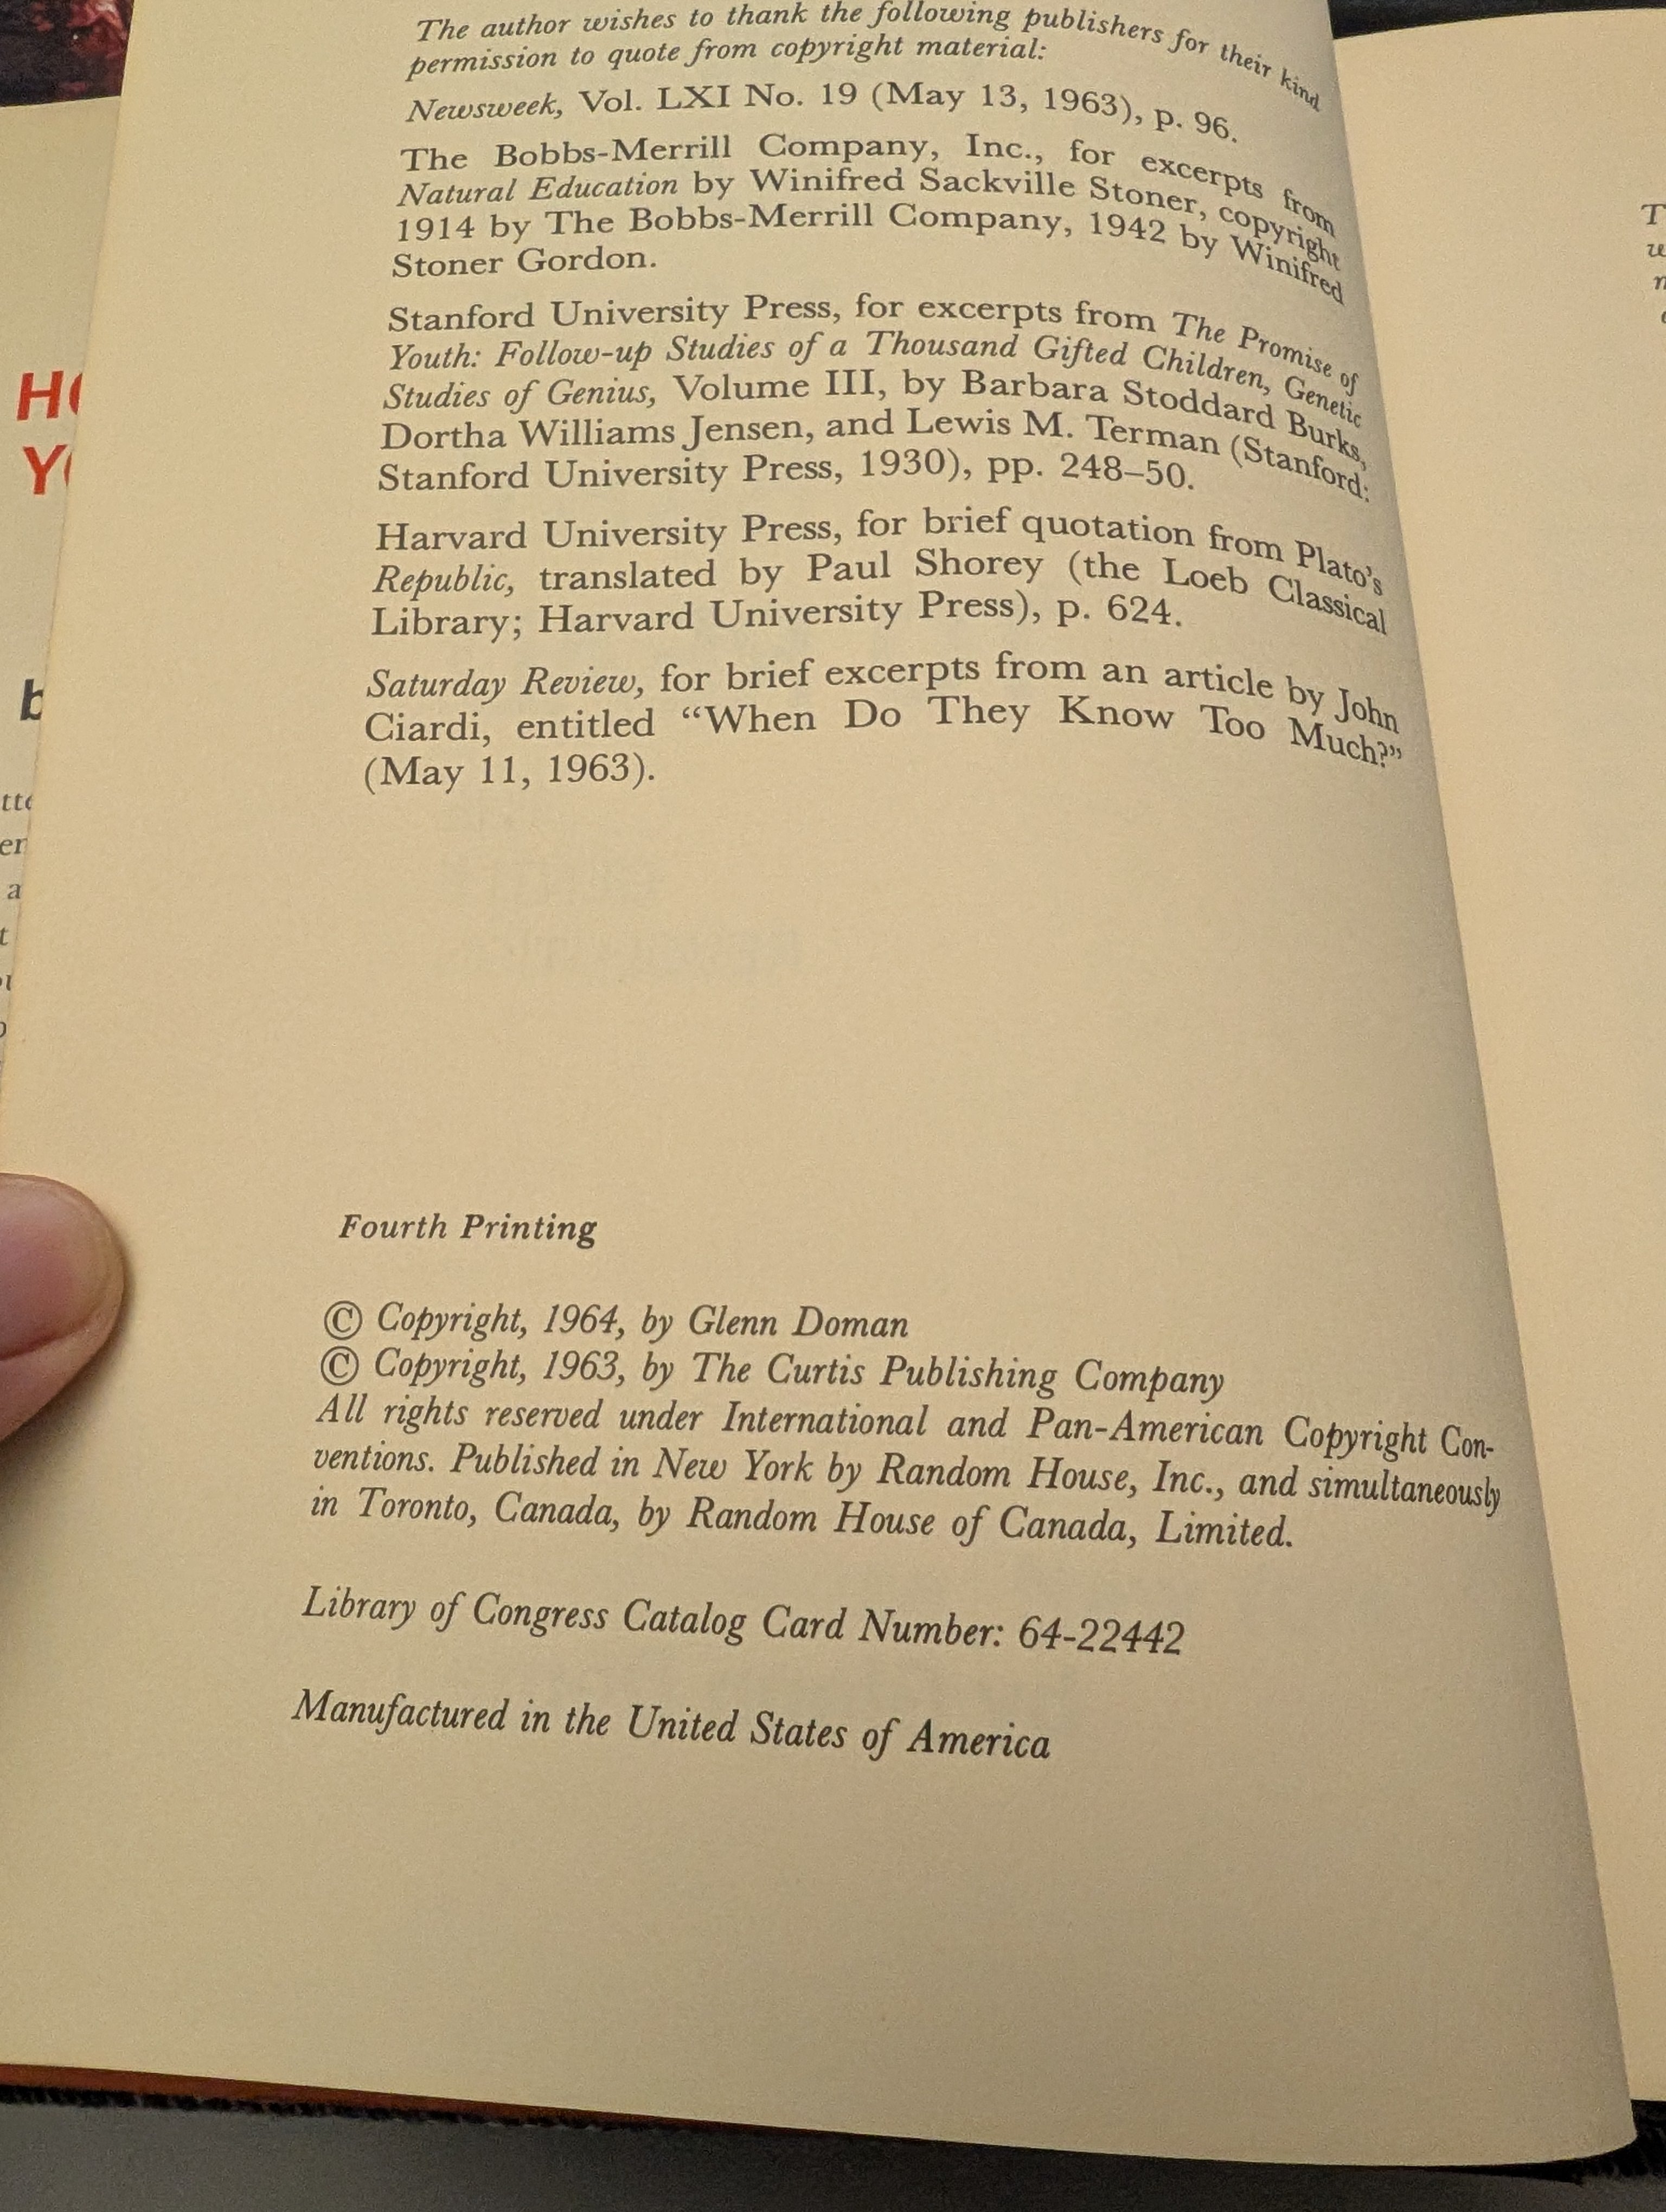 The author wishes to thank the following publishers for their kind
permission to quote from copyright material:
Newsweek, Vol. LXI No. 19 (May 13, 1963), p. 96.
The Bobbs-Merrill Company, Inc., for excerpts from
Natural Education by Winifred Sackville Stoner, copyright
1914 by The Bobbs-Merrill Company, 1942 by Winifred
Stoner Gordon.
Stanford University Press, for excerpts from The Promise of
Youth: Follow-up Studies of a Thousand Gifted Children, Genetic
Studies of Genius, Volume III, by Barbara Stoddard Burks,
Dortha Williams Jensen, and Lewis M. Terman (Stanford:
Stanford University Press, 1930), pp. 248–50.
Harvard University Press, for brief quotation from Plato's
Republic, translated by Paul Shorey (the Loeb Classical
Library; Harvard University Press), p. 624.
Saturday Review, for brief excerpts from an article by John
Ciardi, entitled “When Do They Know Too Much?”
(May 11, 1963).
Fourth Printing
© Copyright, 1964, by Glenn Doman
© Copyright, 1963, by The Curtis Publishing Company
All rights reserved under International and Pan-American Copyright Con-
ventions. Published in New York by Random House, Inc., and simultaneously
in Toronto, Canada, by Random House of Canada, Limited.
Library of Congress Catalog Card Number: 64-22442
Manufactured in the United States of America